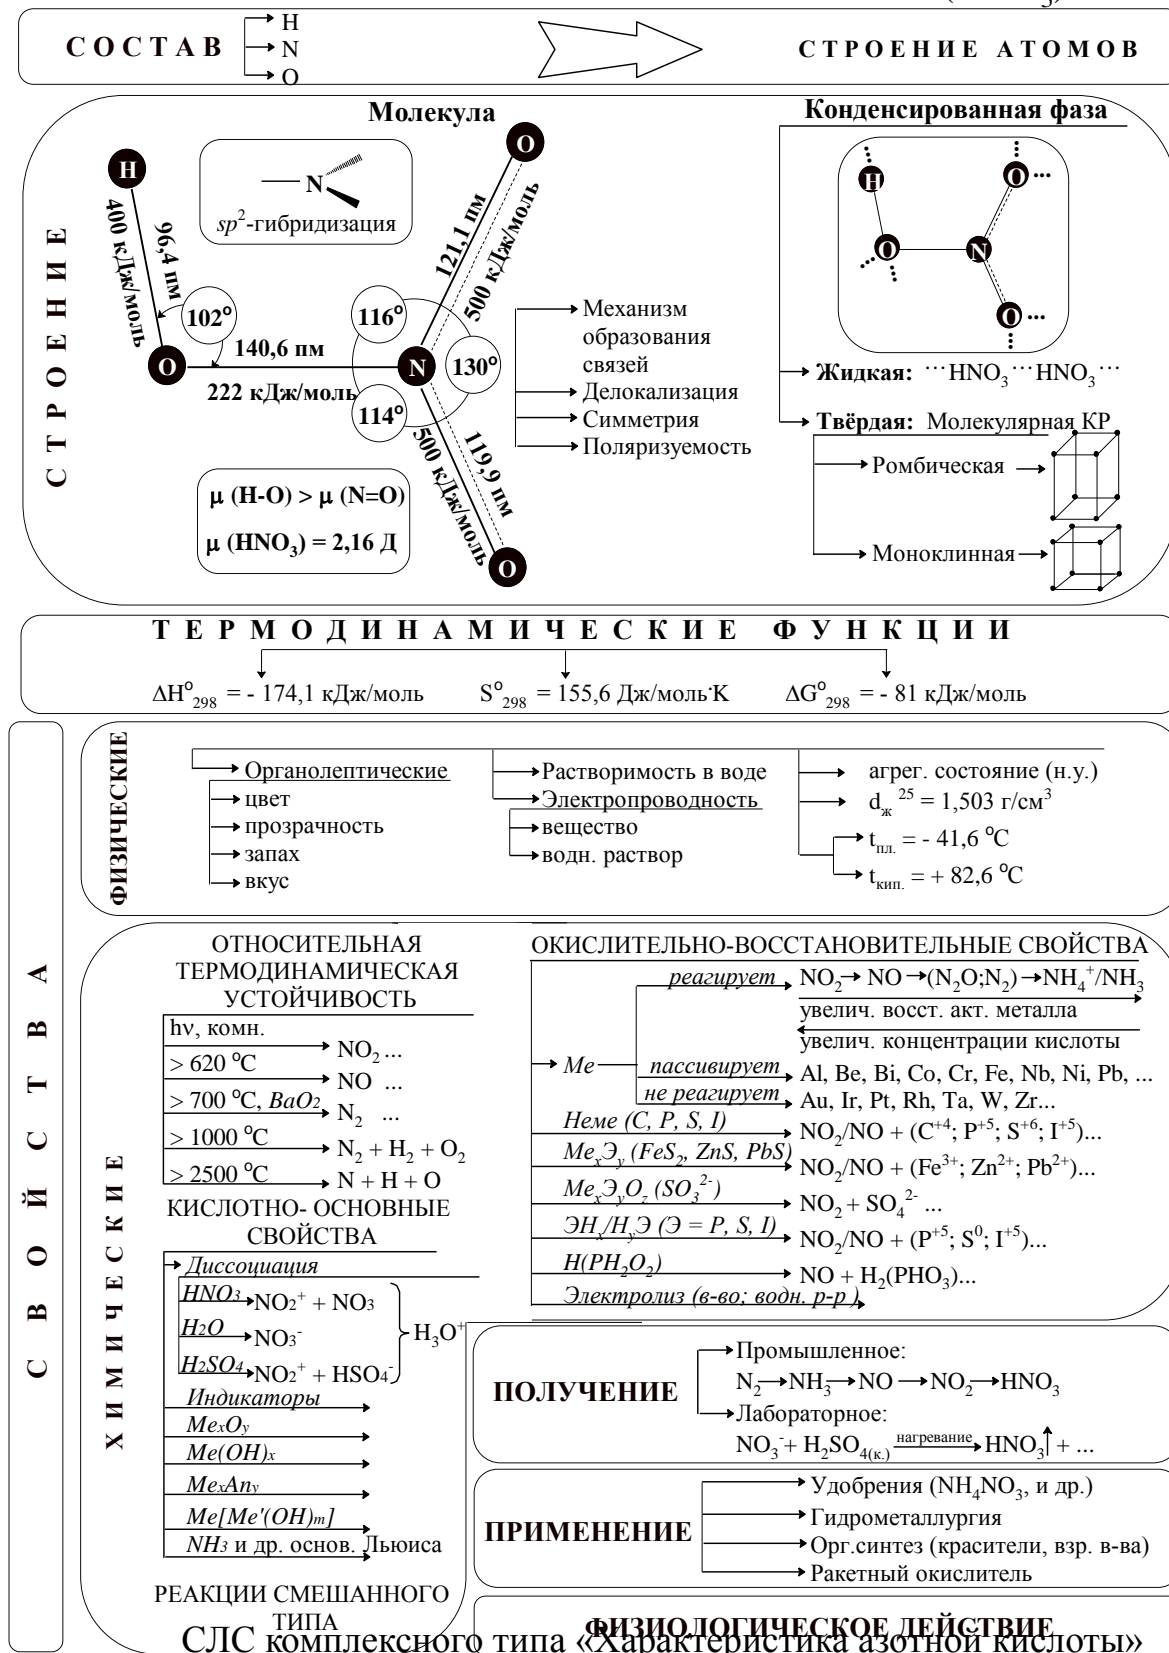 СОСТАВ
H
N
O
СТРОЕНИЕ АТОМОВ
СТРОЕНИЕ
Молекула
H
N
sp²-гибридизация
O
96,4 пм
400 кДж/моль
121,1 пм
500 кДж/моль
102°
116°
130°
114°
O
140,6 пм
222 кДж/моль
N
119,9 пм
500 кДж/моль
O
μ (H-O) > μ (N=O)
μ (HNO₃) = 2,16 Д
Механизм
образования
связей
Делокализация
Симметрия
Поляризуемость
Конденсированная фаза
H
O
O
N
O
Жидкая: ···HNO₃···HNO₃···
Твёрдая: Молекулярная КР
Ромбическая
Моноклинная
ТЕРМОДИНАМИЧЕСКИЕ ФУНКЦИИ
ΔH°₂₉₈ = - 174,1 кДж/моль
S°₂₉₈ = 155,6 Дж/моль·K
ΔG°₂₉₈ = - 81 кДж/моль
СВОЙСТВА
ФИЗИЧЕСКИЕ
Органолептические
цвет
прозрачность
запах
вкус
Растворимость в воде
Электропроводность
вещество
водн. раствор
агрег. состояние (н.у.)
dж ²⁵ = 1,503 г/см³
tпл. = - 41,6 °C
tкип. = + 82,6 °C
ХИМИЧЕСКИЕ
ОТНОСИТЕЛЬНАЯ
ТЕРМОДИНАМИЧЕСКАЯ
УСТОЙЧИВОСТЬ
hν, комн.
NO₂ ...
> 620 °C
NO ...
> 700 °C, BaO₂
N₂ ...
> 1000 °C
N₂ + H₂ + O₂
> 2500 °C
N + H + O
КИСЛОТНО- ОСНОВНЫЕ
СВОЙСТВА
Диссоциация
HNO₃
NO₂⁺ + NO₃
H₂O
NO₃⁻
H₂SO₄
NO₂⁺ + HSO₄⁻
H₃O⁺
Индикаторы
MeₓOᵧ
Me(OH)ₓ
MeₓAnᵧ
Me[Me'(OH)ₘ]
NH₃ и др. основ. Льюиса
РЕАКЦИИ СМЕШАННОГО
ТИПА
ОКИСЛИТЕЛЬНО-ВОССТАНОВИТЕЛЬНЫЕ СВОЙСТВА
Me
реагирует
NO₂→ NO →(N₂O;N₂)→NH₄⁺/NH₃
увелич. восст. акт. металла
увелич. концентрации кислоты
пассивирует
Al, Be, Bi, Co, Cr, Fe, Nb, Ni, Pb, ...
не реагирует
Au, Ir, Pt, Rh, Ta, W, Zr...
Неме (C, P, S, I)
NO₂/NO + (C⁺⁴; P⁺⁵; S⁺⁶; I⁺⁵)...
MeₓЭᵧ (FeS₂, ZnS, PbS)
NO₂/NO + (Fe³⁺; Zn²⁺; Pb²⁺)...
MeₓЭᵧO_z (SO₃²⁻)
NO₂ + SO₄²⁻ ...
ЭHₓ/HᵧЭ (Э = P, S, I)
NO₂/NO + (P⁺⁵; S⁰; I⁺⁵)...
H(PH₂O₂)
NO + H₂(PHO₃)...
Электролиз (в-во; водн. р-р )
ПОЛУЧЕНИЕ
Промышленное:
N₂→NH₃→NO →NO₂→HNO₃
Лабораторное:
NO₃⁻+ H₂SO₄₍к.₎ нагревание→ HNO₃↑ + ...
ПРИМЕНЕНИЕ
Удобрения (NH₄NO₃, и др.)
Гидрометаллургия
Орг.синтез (красители, взр. в-ва)
Ракетный окислитель
ФИЗИОЛОГИЧЕСКОЕ ДЕЙСТВИЕ
СЛС комплексного типа «Характеристика азотной кислоты»